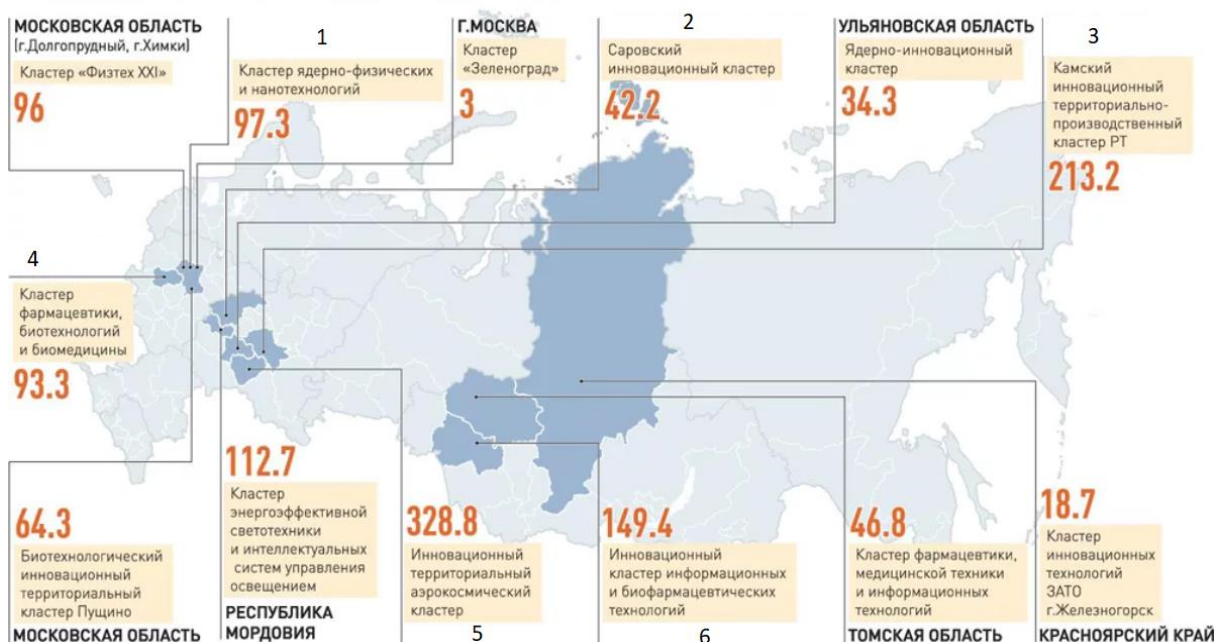 МОСКОВСКАЯ ОБЛАСТЬ
(г.Долгопрудный, г.Химки)
Кластер «Физтех XXI»
96
1
Кластер ядерно-физических
и нанотехнологий
97.3
Г.МОСКВА
Кластер
«Зеленоград»
3
2
Саровский
инновационный кластер
42.2
УЛЬЯНОВСКАЯ ОБЛАСТЬ
Ядерно-инновационный
кластер
34.3
3
Камский
инновационный
территориально-
производственный
кластер РТ
213.2
4
Кластер
фармацевтики,
биотехнологий
и биомедицины
93.3
64.3
Биотехнологический
инновационный
территориальный
кластер Пущино
МОСКОВСКАЯ ОБЛАСТЬ
112.7
Кластер
энергоэффективной
светотехники
и интеллектуальных
систем управления
освещением
РЕСПУБЛИКА
МОРДОВИЯ
328.8
Инновационный
территориальный
аэрокосмический
кластер
5
149.4
Инновационный
кластер информационных
и биофармацевтических
технологий
6
46.8
Кластер фармацевтики,
медицинской техники
и информационных
технологий
ТОМСКАЯ ОБЛАСТЬ
18.7
Кластер
инновационных
технологий
ЗАТО
г.Железногорск
КРАСНОЯРСКИЙ КРАЙ